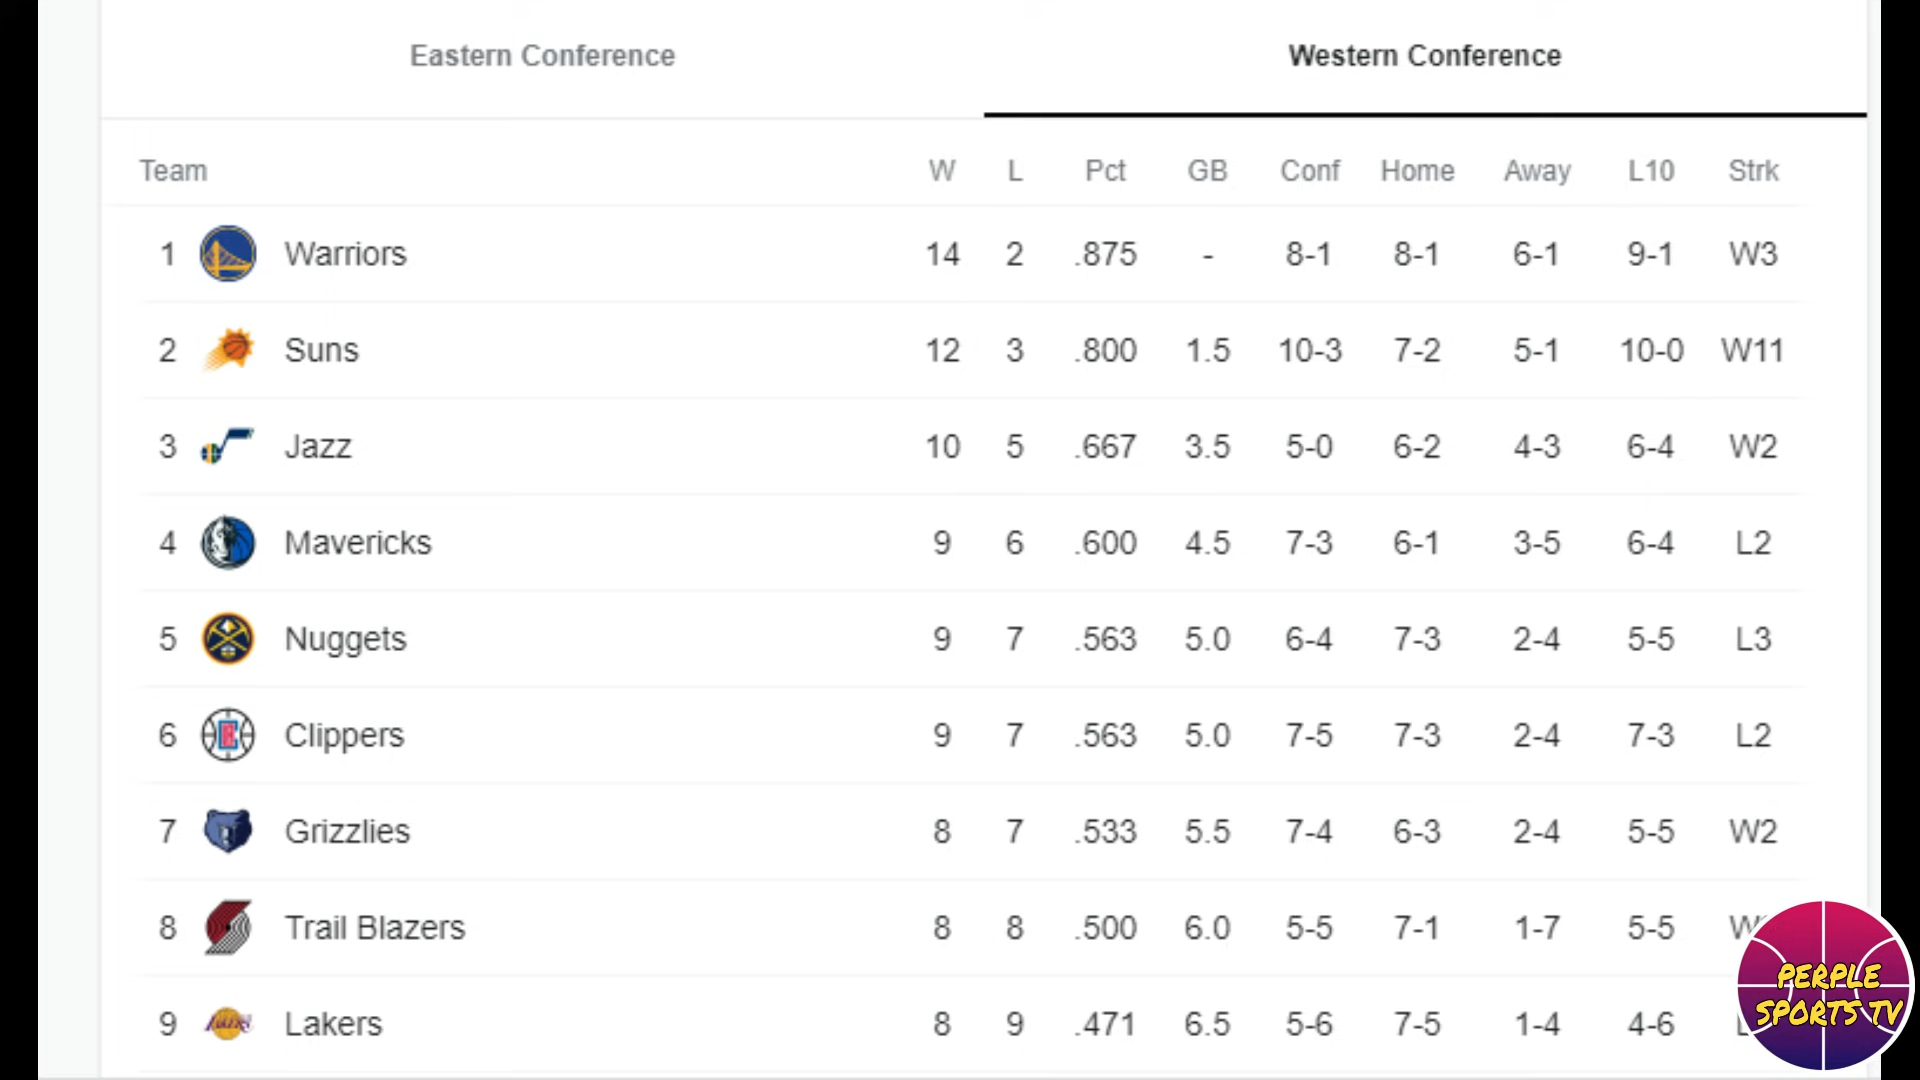 Eastern Conference Western Conference
Team W L Pct GB Conf Home Away L10 Strk
1 Warriors 14 2 .875 - 8-1 8-1 6-1 9-1 W3
2 Suns 12 3 .800 1.5 10-3 7-2 5-1 10-0 W11
3 Jazz 10 5 .667 3.5 5-0 6-2 4-3 6-4 W2
4 Mavericks 9 6 .600 4.5 7-3 6-1 3-5 6-4 L2
5 Nuggets 9 7 .563 5.0 6-4 7-3 2-4 5-5 L3
6 Clippers 9 7 .563 5.0 7-5 7-3 2-4 7-3 L2
7 Grizzlies 8 7 .533 5.5 7-4 6-3 2-4 5-5 W2
8 Trail Blazers 8 8 .500 6.0 5-5 7-1 1-7 5-5
9 Lakers 8 9 .471 6.5 5-6 7-5 1-4 4-6
PERPLE
SPORTS TV